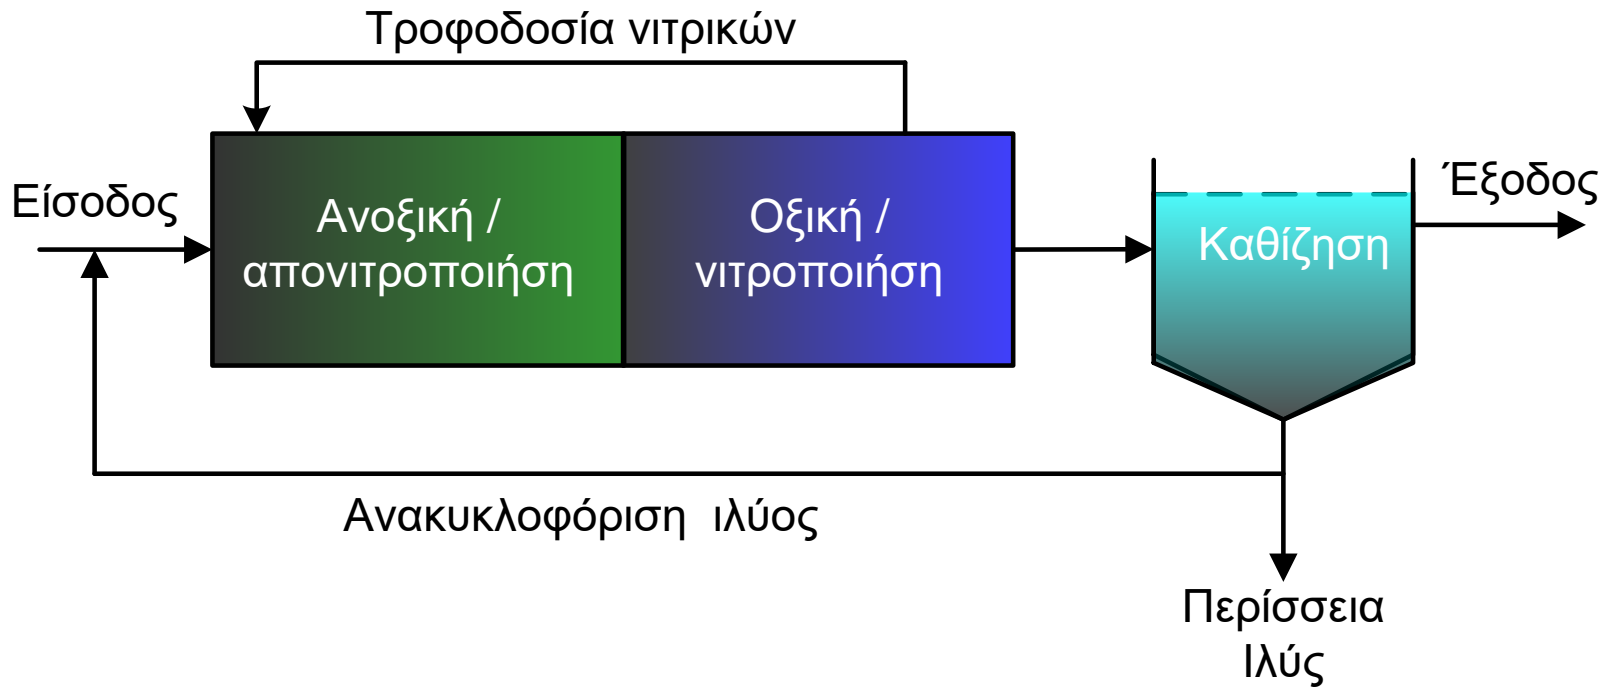 Τροφοδοσία νιτρικών
Είσοδος
Ανοξική /
απονιτροποιήση
Οξική /
νιτροποιήση
Καθίζηση
Έξοδος
Ανακυκλοφόριση ιλύος
Περίσσεια
Ιλύς